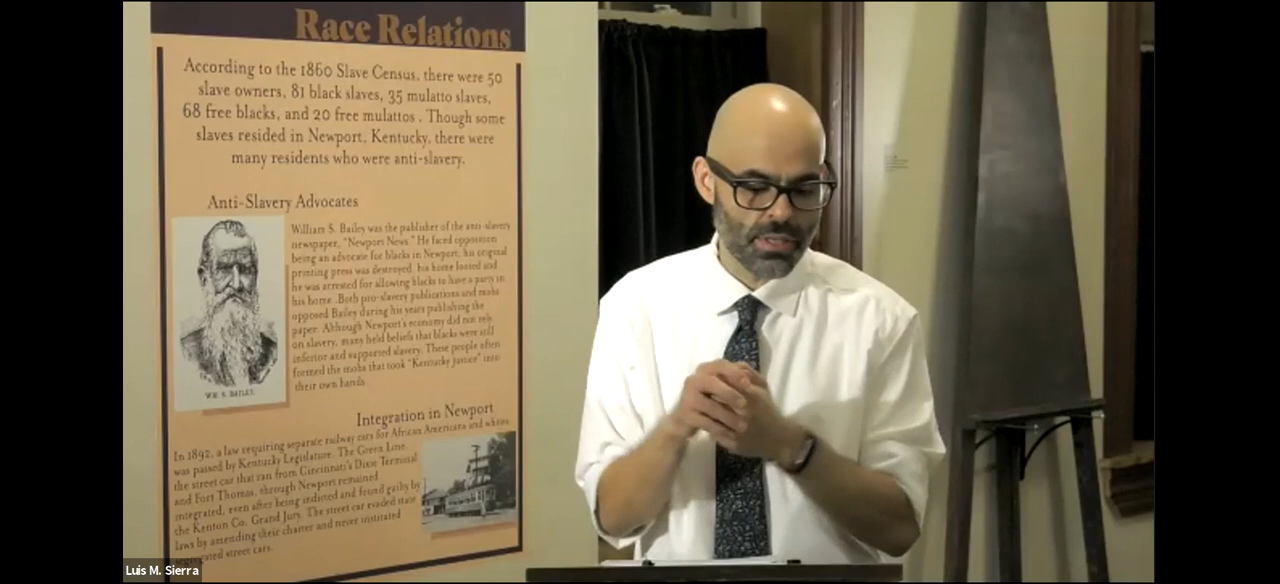 Race Relations
According to the 1860 Slave Census, there were 50
slave owners, 81 black slaves, 35 mulatto slaves,
68 free blacks, and 20 free mulattos . Though some
slaves resided in Newport, Kentucky, there were
many residents who were anti-slavery.
Anti-Slavery Advocates
William S. Bailey was the publisher of the anti-slavery
newspaper, "Newport News." He faced opposition
being an advocate for blacks in Newport; his original
printing press was destroyed, his home looted and
he was arrested for allowing blacks to have a party in
his home. Both pro-slavery publications and mobs
opposed Bailey during his years publishing the
paper. Although Newport's economy did not rely
on slavery, many held beliefs that blacks were still
inferior and supported slavery. These people often
formed the mobs that took "Kentucky Justice" into
their own hands.
WM. S. BAILEY.
Integration in Newport
In 1892, a law requiring separate railway cars for African Americans and whites
was passed by Kentucky Legislature. The Green Line,
the street car that ran from Cincinnati's Dixie Terminal
and Fort Thomas, through Newport remained
integrated, even after being indicted and found guilty by
the Kenton Co. Grand Jury. The street car evaded state
laws by amending their charter and never instituted
segregated street cars.
Luis M. Sierra